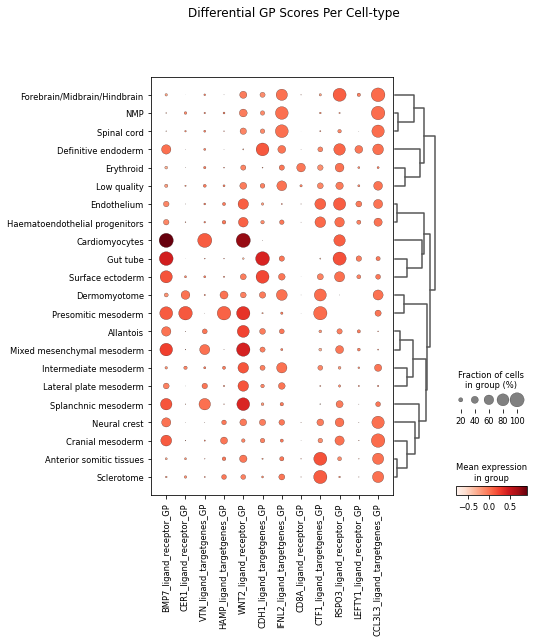 Differential GP Scores Per Cell-type
Forebrain/Midbrain/Hindbrain
NMP
Spinal cord
Definitive endoderm
Erythroid
Low quality
Endothelium
Haematoendothelial progenitors
Cardiomyocytes
Gut tube
Surface ectoderm
Dermomyotome
Presomitic mesoderm
Allantois
Mixed mesenchymal mesoderm
Intermediate mesoderm
Lateral plate mesoderm
Splanchnic mesoderm
Neural crest
Cranial mesoderm
Anterior somitic tissues
Sclerotome
BMP7_ligand_receptor_GP
CER1_ligand_receptor_GP
VTN_ligand_targetgenes_GP
HAMP_ligand_targetgenes_GP
WNT2_ligand_receptor_GP
CDH1_ligand_targetgenes_GP
IFNL2_ligand_targetgenes_GP
CD8A_ligand_receptor_GP
CTF1_ligand_targetgenes_GP
RSPO3_ligand_receptor_GP
LEFTY1_ligand_receptor_GP
CCL3L3_ligand_targetgenes_GP
Fraction of cells
in group (%)
20 40 60 80 100
Mean expression
in group
−0.5 0.0 0.5